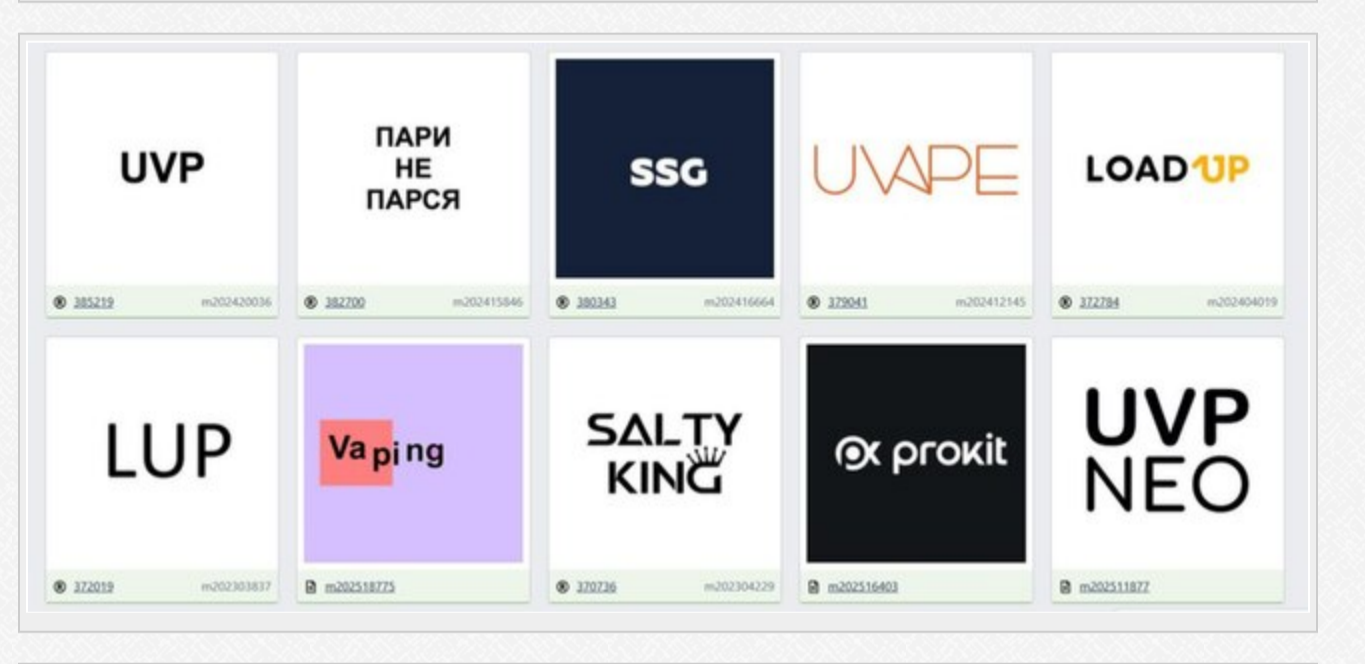 UVP
ПАРИ
НЕ
ПАРСЯ
SSG
UVAPE
LOAD UP
® 385219 m202420036
® 382700 m202415846
® 380343 m202416664
® 379041 m202412145
® 372784 m202404019
LUP
Vaping
SALTY
KING
prokit
UVP
NEO
® 372019 m202303837
m202518775
® 370736 m202304229
m202516403
m202511877